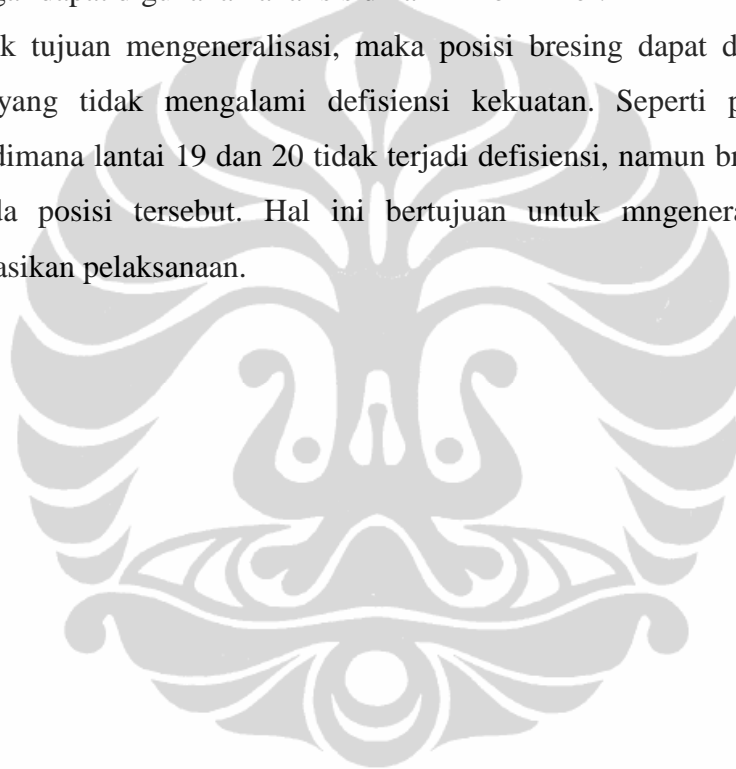 k tujuan mengeneralisasi, maka posisi bresing dapat d
yang tidak mengalami defisiensi kekuatan. Seperti p
dimana lantai 19 dan 20 tidak terjadi defisiensi, namun br
a posisi tersebut. Hal ini bertujuan untuk mngenera
asikan pelaksanaan.